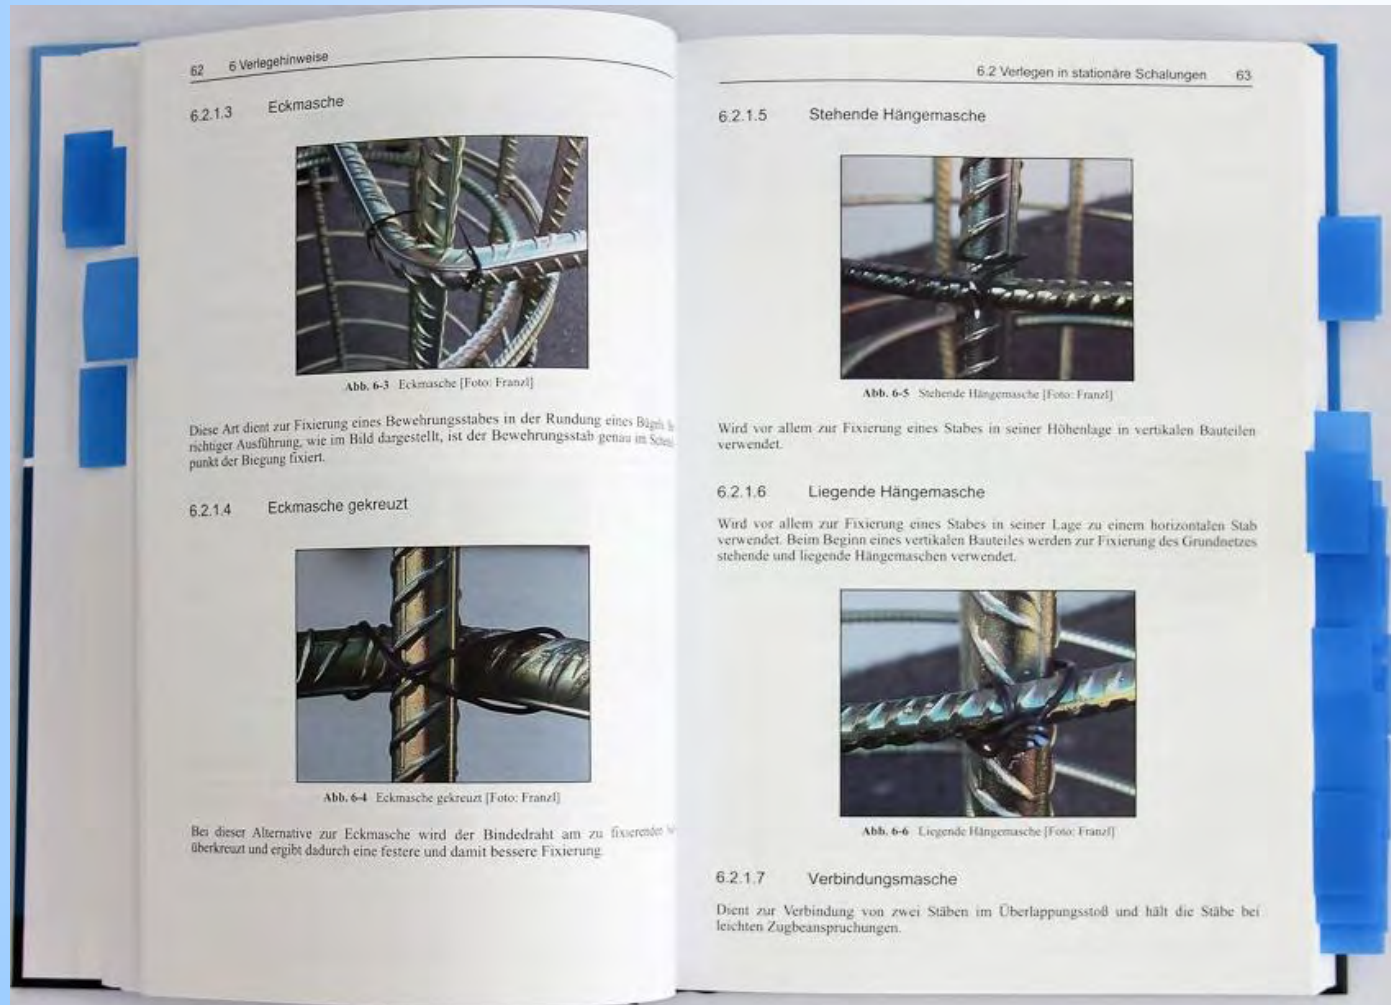 62 6 Verlegehinweise
6.2.1.3 Eckmasche
Abb. 6-3 Eckmasche [Foto: Franzl]
Diese Art dient zur Fixierung eines Bewehrungsstabes in der Rundung eines
richtiger Ausführung, wie im Bild dargestellt, ist der Bewehrungsstab genau im
punkt der Biegung fixiert.
6.2.1.4 Eckmasche gekreuzt
Abb. 6-4 Eckmasche gekreuzt [Foto: Franzl]
Bei dieser Alternative zur Eckmasche wird der Bindedraht am zu fixierenden
überkreuzt und ergibt dadurch eine festere und damit bessere Fixierung.
6.2 Verlegen in stationäre Schalungen 63
6.2.1.5 Stehende Hängemasche
Abb. 6-5 Stehende Hängemasche [Foto: Franzl]
Wird vor allem zur Fixierung eines Stabes in seiner Höhenlage in vertikalen Bauteilen
verwendet.
6.2.1.6 Liegende Hängemasche
Wird vor allem zur Fixierung eines Stabes in seiner Lage zu einem horizontalen Stab
verwendet. Beim Beginn eines vertikalen Bauteiles werden zur Fixierung des Grundnetzes
stehende und liegende Hängemaschen verwendet.
Abb. 6-6 Liegende Hängemasche [Foto: Franzl]
6.2.1.7 Verbindungsmasche
Dient zur Verbindung von zwei Stäben im Überlappungsstoß und hält die Stäbe bei
leichten Zugbeanspruchungen.